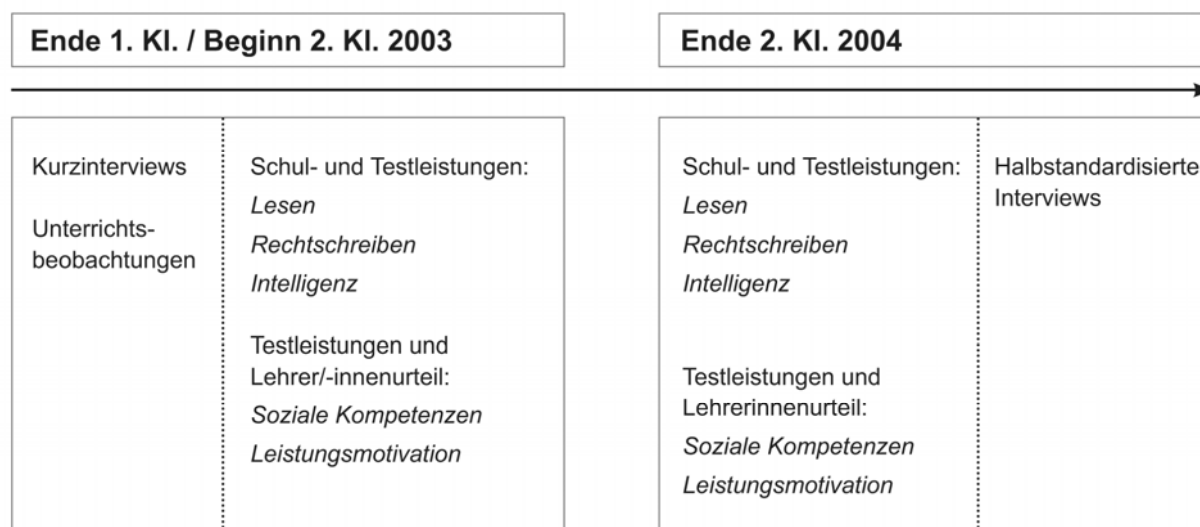 Ende 1. Kl. / Beginn 2. Kl. 2003
Ende 2. Kl. 2004
Kurzinterviews
Unterrichts-
beobachtungen
Schul- und Testleistungen:
Lesen
Rechtschreiben
Intelligenz
Testleistungen und
Lehrer/-innenurteil:
Soziale Kompetenzen
Leistungsmotivation
Schul- und Testleistungen:
Lesen
Rechtschreiben
Intelligenz
Testleistungen und
Lehrerinnenurteil:
Soziale Kompetenzen
Leistungsmotivation
Halbstandardisierte
Interviews